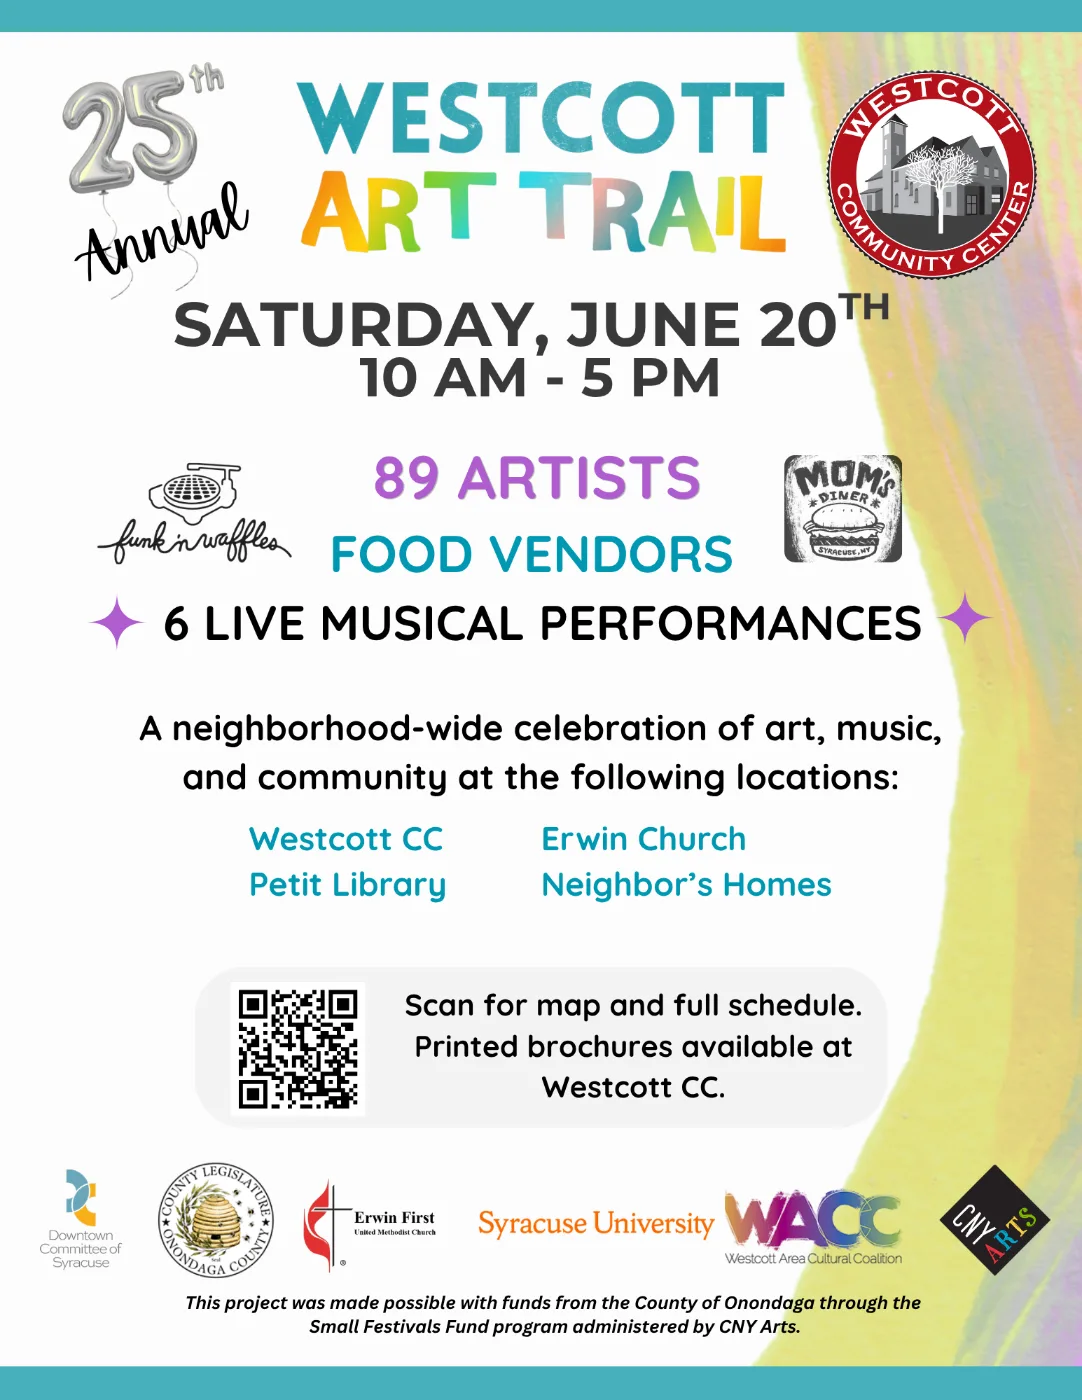 25th
Annual
WESTCOTT
ART TRAIL
WESTCOTT
COMMUNITY CENTER
SATURDAY, JUNE 20TH
10 AM - 5 PM
89 ARTISTS
funk 'n waffles
MOM'S
DINER
SYRACUSE, NY
FOOD VENDORS
6 LIVE MUSICAL PERFORMANCES
A neighborhood-wide celebration of art, music,
and community at the following locations:
Westcott CC
Erwin Church
Petit Library
Neighbor's Homes
Scan for map and full schedule.
Printed brochures available at
Westcott CC.
Downtown
Committee of
Syracuse
COUNTY LEGISLATURE
Seal
ONONDAGA COUNTY
Erwin First
United Methodist Church
®
Syracuse University
WACC
Westcott Area Cultural Coalition
CNY
ARTS
This project was made possible with funds from the County of Onondaga through the
Small Festivals Fund program administered by CNY Arts.